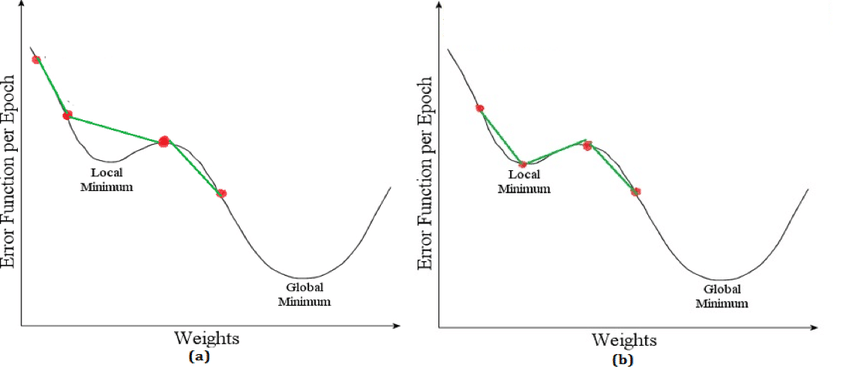 Error Function per Epoch
Local
Minimum
Global
Minimum
Weights
(a)
Error Function per Epoch
Local
Minimum
Global
Minimum
Weights
(b)